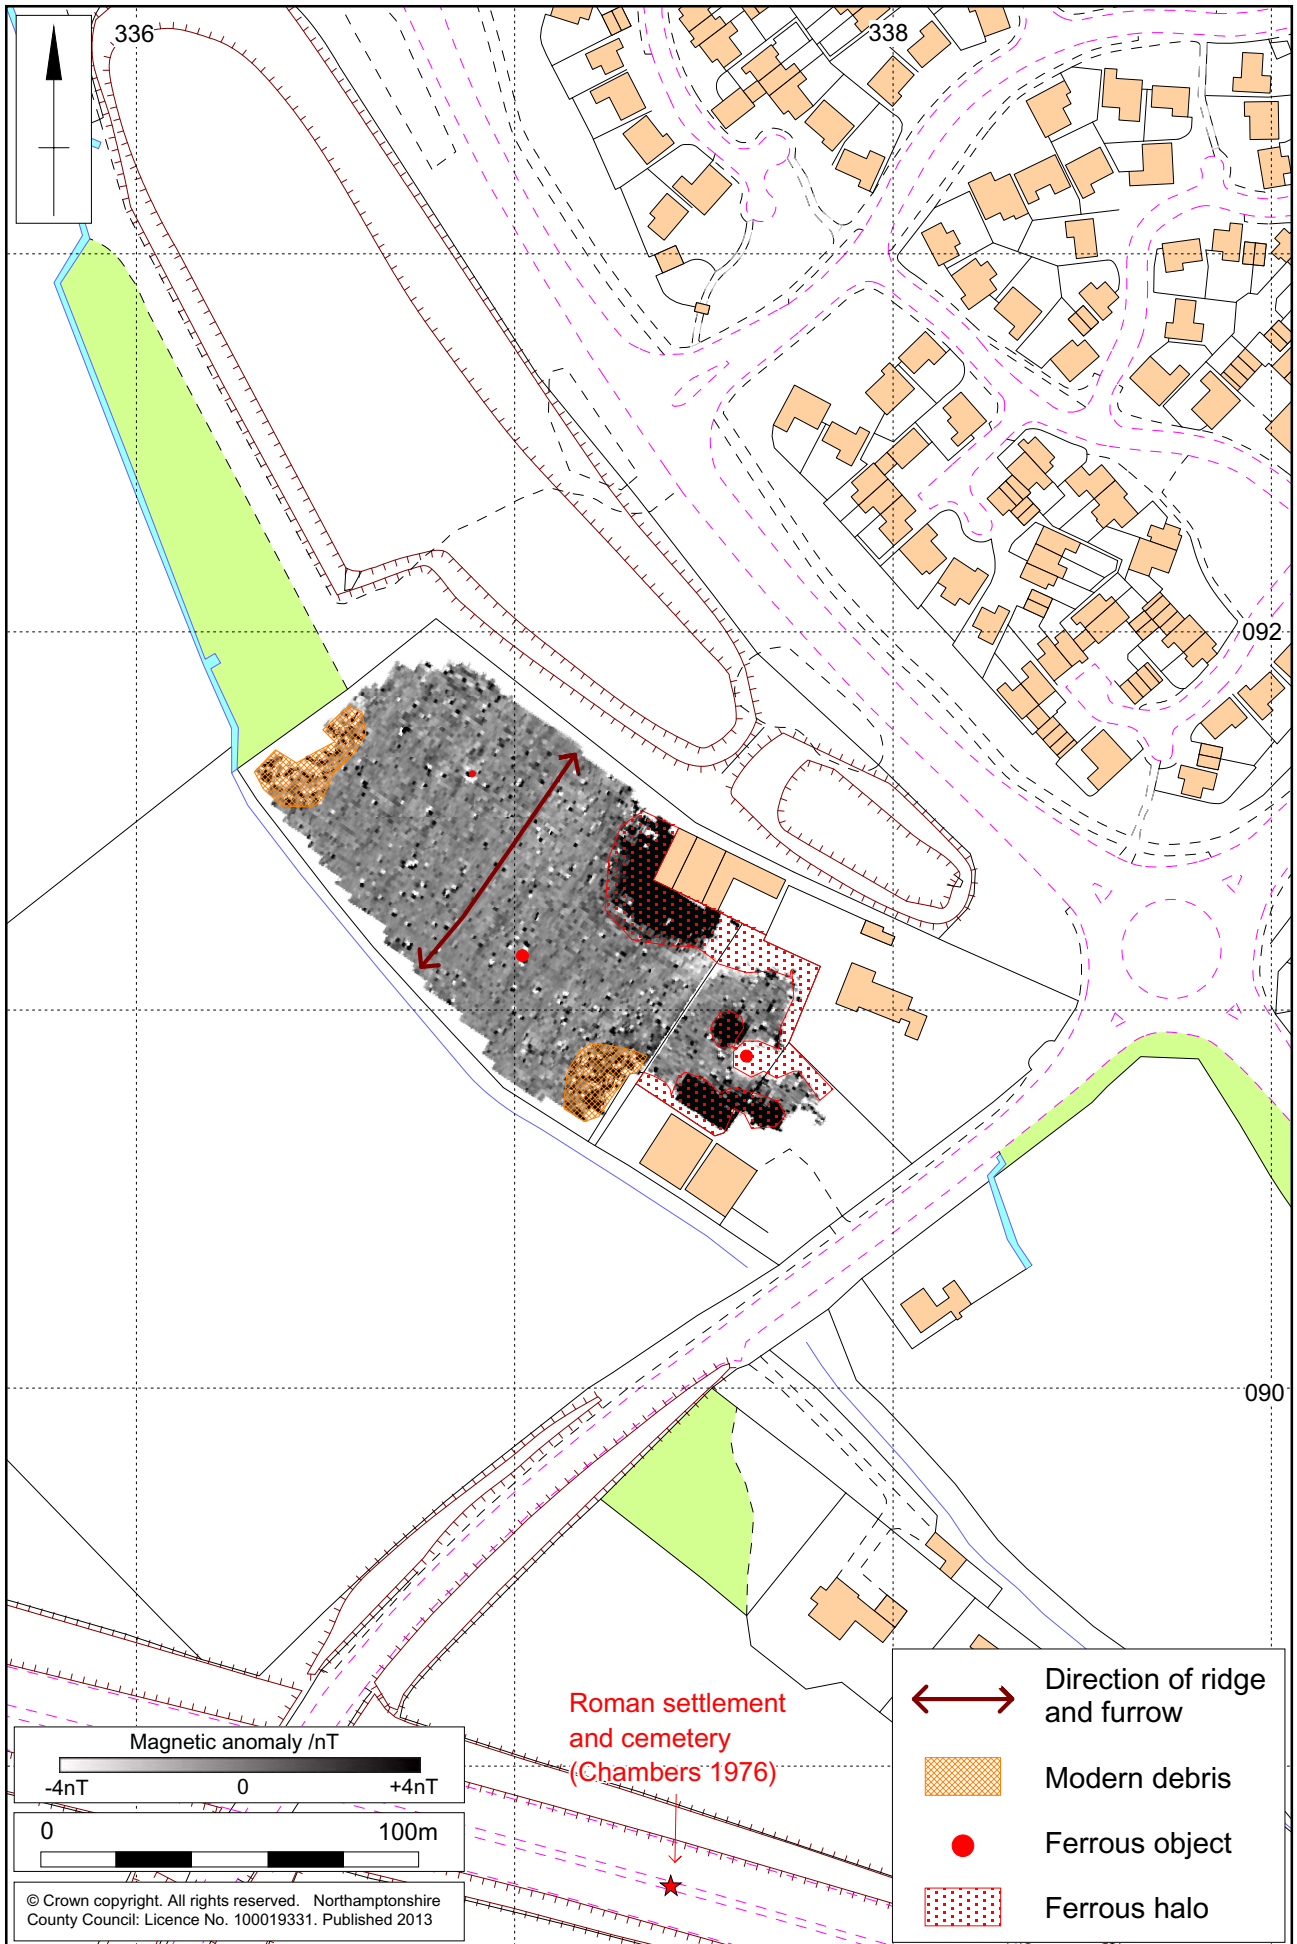 336
338
092
090
Roman settlement
and cemetery
(Chambers 1976)
Magnetic anomaly /nT
-4nT 0 +4nT
0 100m
© Crown copyright. All rights reserved. Northamptonshire
County Council: Licence No. 100019331. Published 2013
Direction of ridge
and furrow
Modern debris
Ferrous object
Ferrous halo